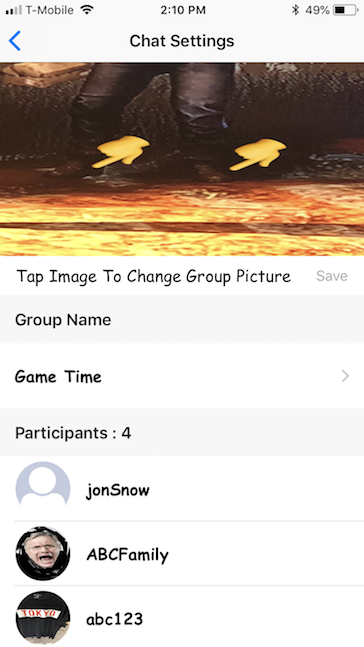 T-Mobile 2:10 PM 49%
Chat Settings
Tap Image To Change Group Picture Save
Group Name
Game Time
Participants : 4
jonSnow
ABCFamily
TOKYO abc123